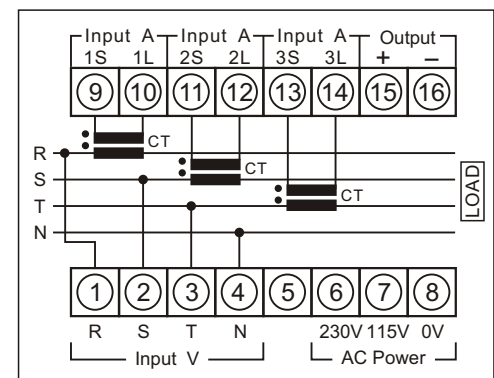 Input A Input A Input A Output
1S 1L 2S 2L 3S 3L + −
9 10 11 12 13 14 15 16
CT
R
CT
S
CT
T
LOAD
N
1 2 3 4 5 6 7 8
R S T N 230V 115V 0V
Input V AC Power